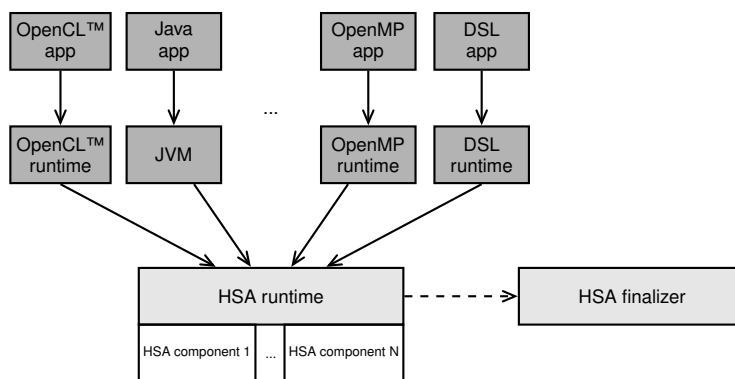 OpenCL™ app
Java app
OpenMP app
DSL app
...
OpenCL™ runtime
JVM
OpenMP runtime
DSL runtime
HSA runtime
HSA finalizer
HSA component 1
...
HSA component N